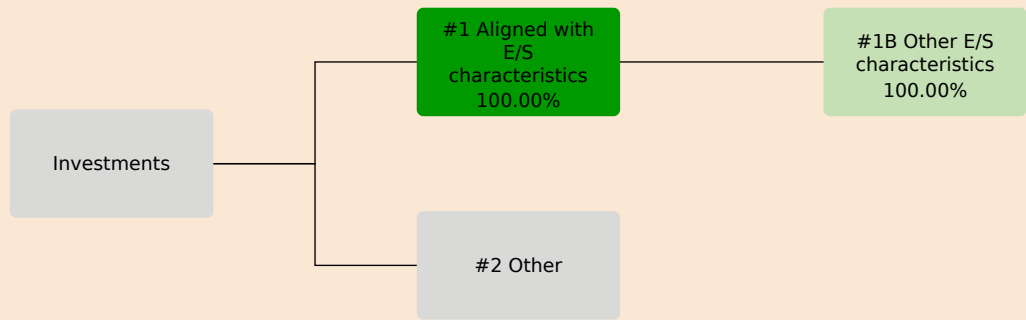 #1 Aligned with
E/S
characteristics
100.00%
#1B Other E/S
characteristics
100.00%
Investments
#2 Other